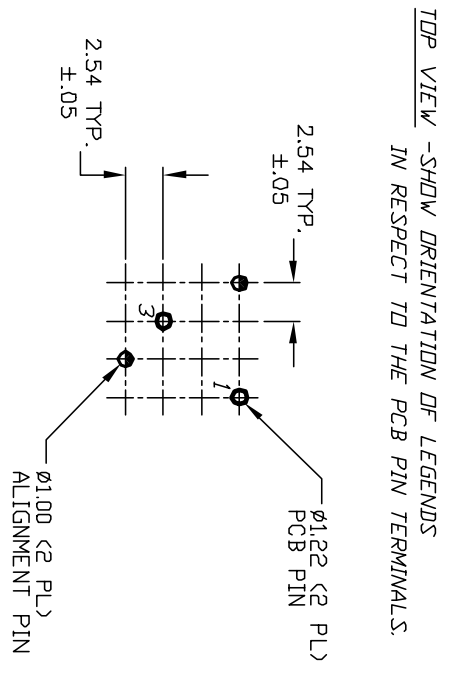 TOP VIEW -SHOW ORIENTATION OF LEGENDS
IN RESPECT TO THE PCB PIN TERMINALS.
2.54 TYP.
±.05
2.54 TYP.
±.05
1
3
Ø1.22 (2 PL)
PCB PIN
Ø1.00 (2 PL)
ALIGNMENT PIN